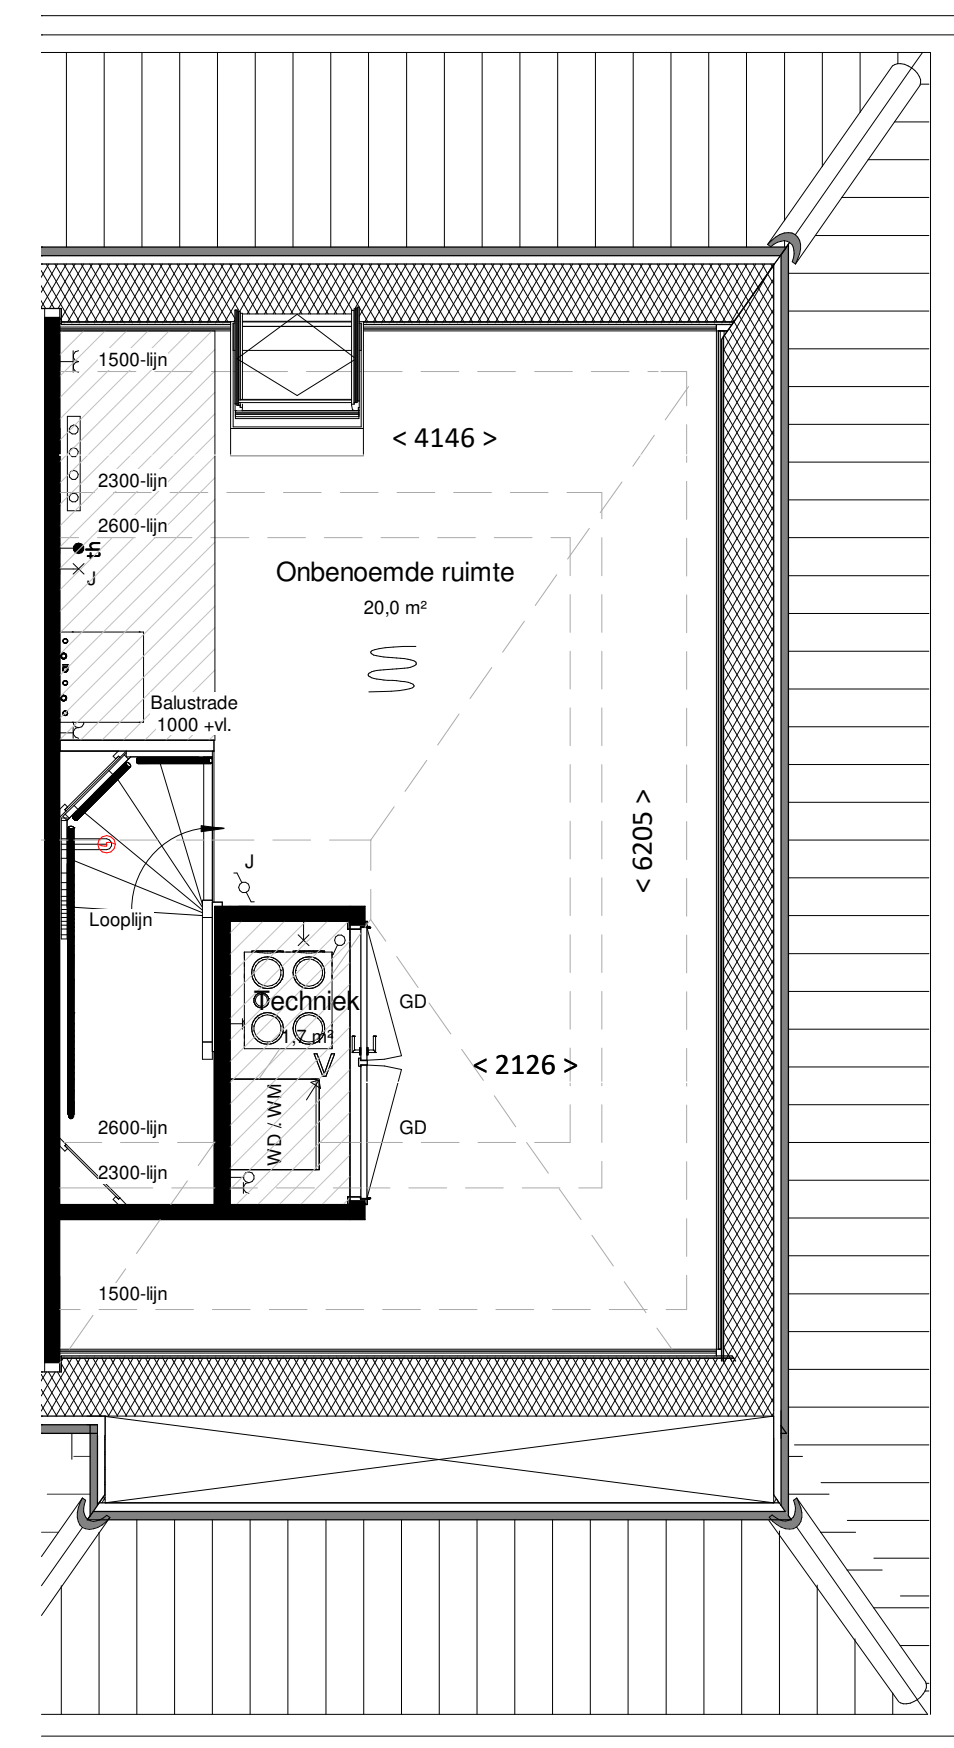 1500-lijn
< 4146 >
2300-lijn
2600-lijn
th
J
Onbenoemde ruimte
20,0 m²
Balustrade
1000 +vl.
< 6205 >
J
Looplijn
Techniek
1,7 m²
GD
< 2126 >
WD / WM
GD
2600-lijn
2300-lijn
1500-lijn